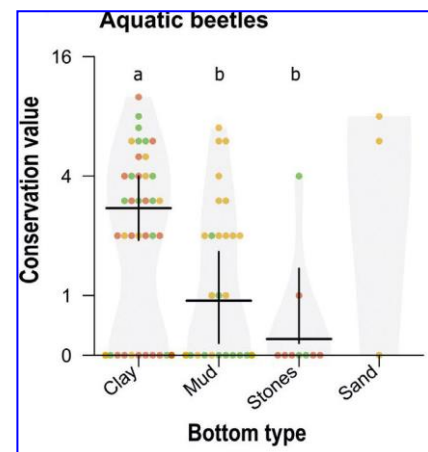 Aquatic beetles
Conservation value
16
4
1
0
a
b
b
Clay
Mud
Stones
Sand
Bottom type